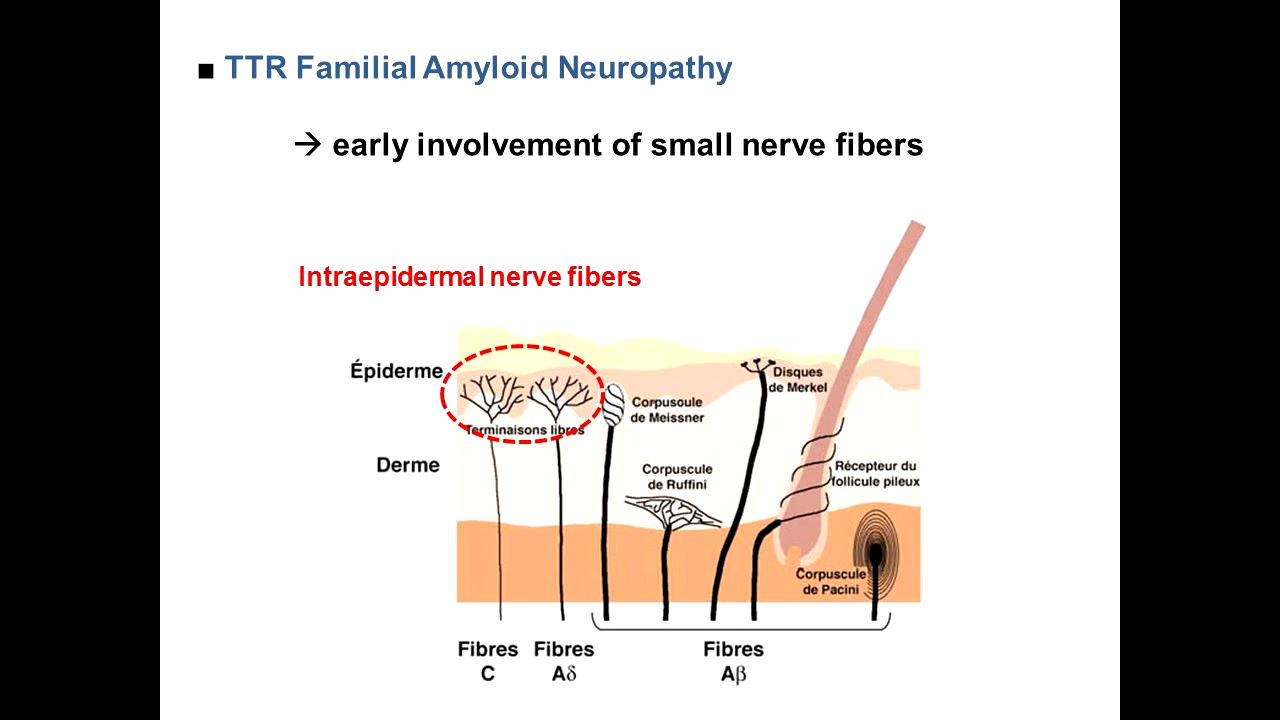 ■ TTR Familial Amyloid Neuropathy
→ early involvement of small nerve fibers
Intraepidermal nerve fibers
Épiderme
Disques
de Merkel
Corpuscule
de Meissner
Terminaisons libres
Derme
Corpuscule
de Ruffini
Récepteur du
follicule pileux
Corpuscule
de Pacini
Fibres
C
Fibres
Aδ
Fibres
Aβ